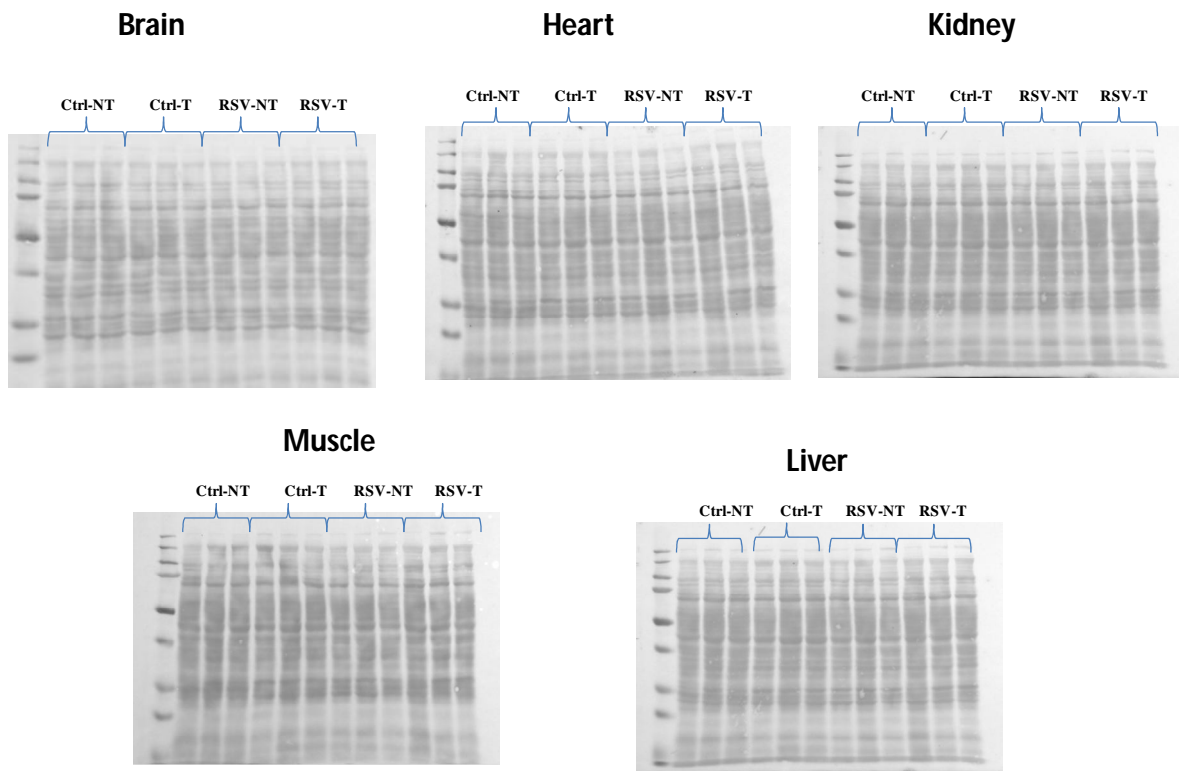 Brain
Heart
Kidney
Ctrl-NT Ctrl-T RSV-NT RSV-T
Ctrl-NT Ctrl-T RSV-NT RSV-T
Ctrl-NT Ctrl-T RSV-NT RSV-T
Muscle
Liver
Ctrl-NT Ctrl-T RSV-NT RSV-T
Ctrl-NT Ctrl-T RSV-NT RSV-T